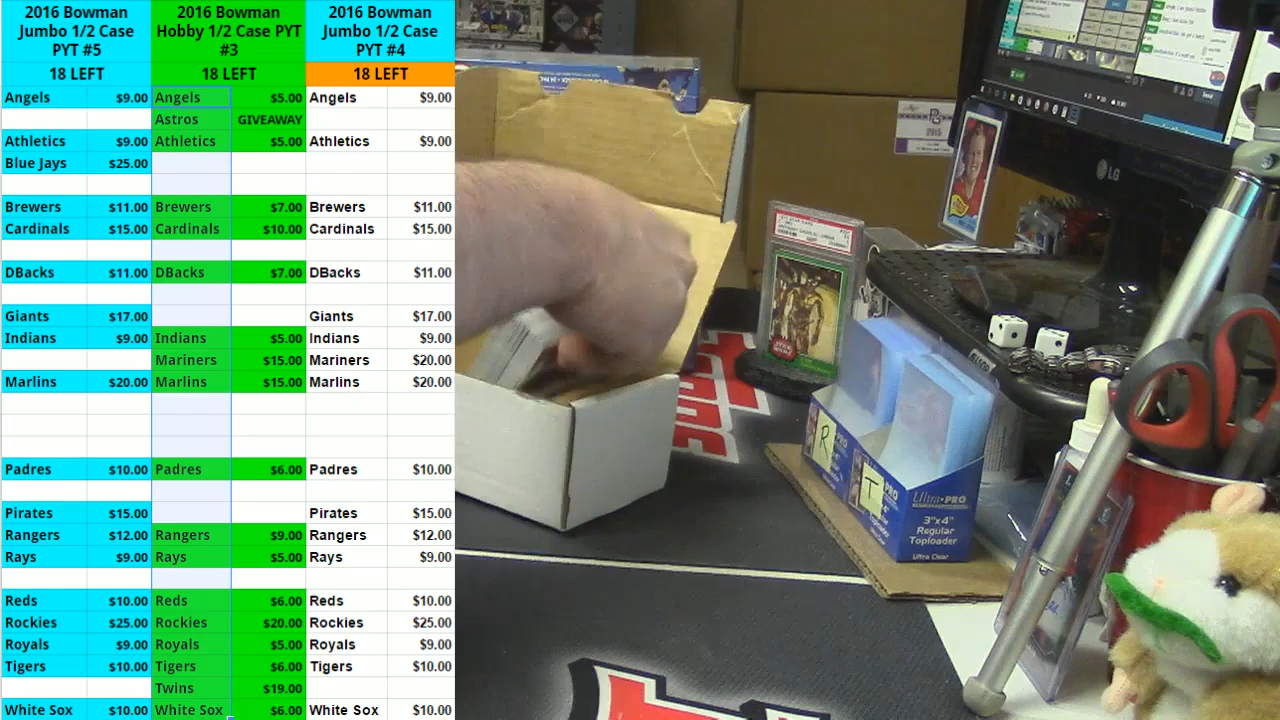 2016 Bowman Jumbo 1/2 Case PYT #5
18 LEFT
Angels $9.00
Athletics $9.00
Blue Jays $25.00
Brewers $11.00
Cardinals $15.00
DBacks $11.00
Giants $17.00
Indians $9.00
Marlins $20.00
Padres $10.00
Pirates $15.00
Rangers $12.00
Rays $9.00
Reds $10.00
Rockies $25.00
Royals $9.00
Tigers $10.00
White Sox $10.00
2016 Bowman Hobby 1/2 Case PYT #3
18 LEFT
Angels $5.00
Astros GIVEAWAY
Athletics $5.00
Brewers $7.00
Cardinals $10.00
DBacks $7.00
Indians $5.00
Mariners $15.00
Marlins $15.00
Padres $6.00
Rangers $9.00
Rays $5.00
Reds $6.00
Rockies $20.00
Royals $5.00
Tigers $6.00
Twins $19.00
White Sox $6.00
2016 Bowman Jumbo 1/2 Case PYT #4
18 LEFT
Angels $9.00
Athletics $9.00
Brewers $11.00
Cardinals $15.00
DBacks $11.00
Giants $17.00
Indians $9.00
Mariners $20.00
Marlins $20.00
Padres $10.00
Pirates $15.00
Rangers $12.00
Rays $9.00
Reds $10.00
Rockies $25.00
Royals $9.00
Tigers $10.00
White Sox $10.00
LG
2015
R
T
PRO
PRO
Ultra·PRO
3"x4"
Regular
Toploader
Ultra Clear